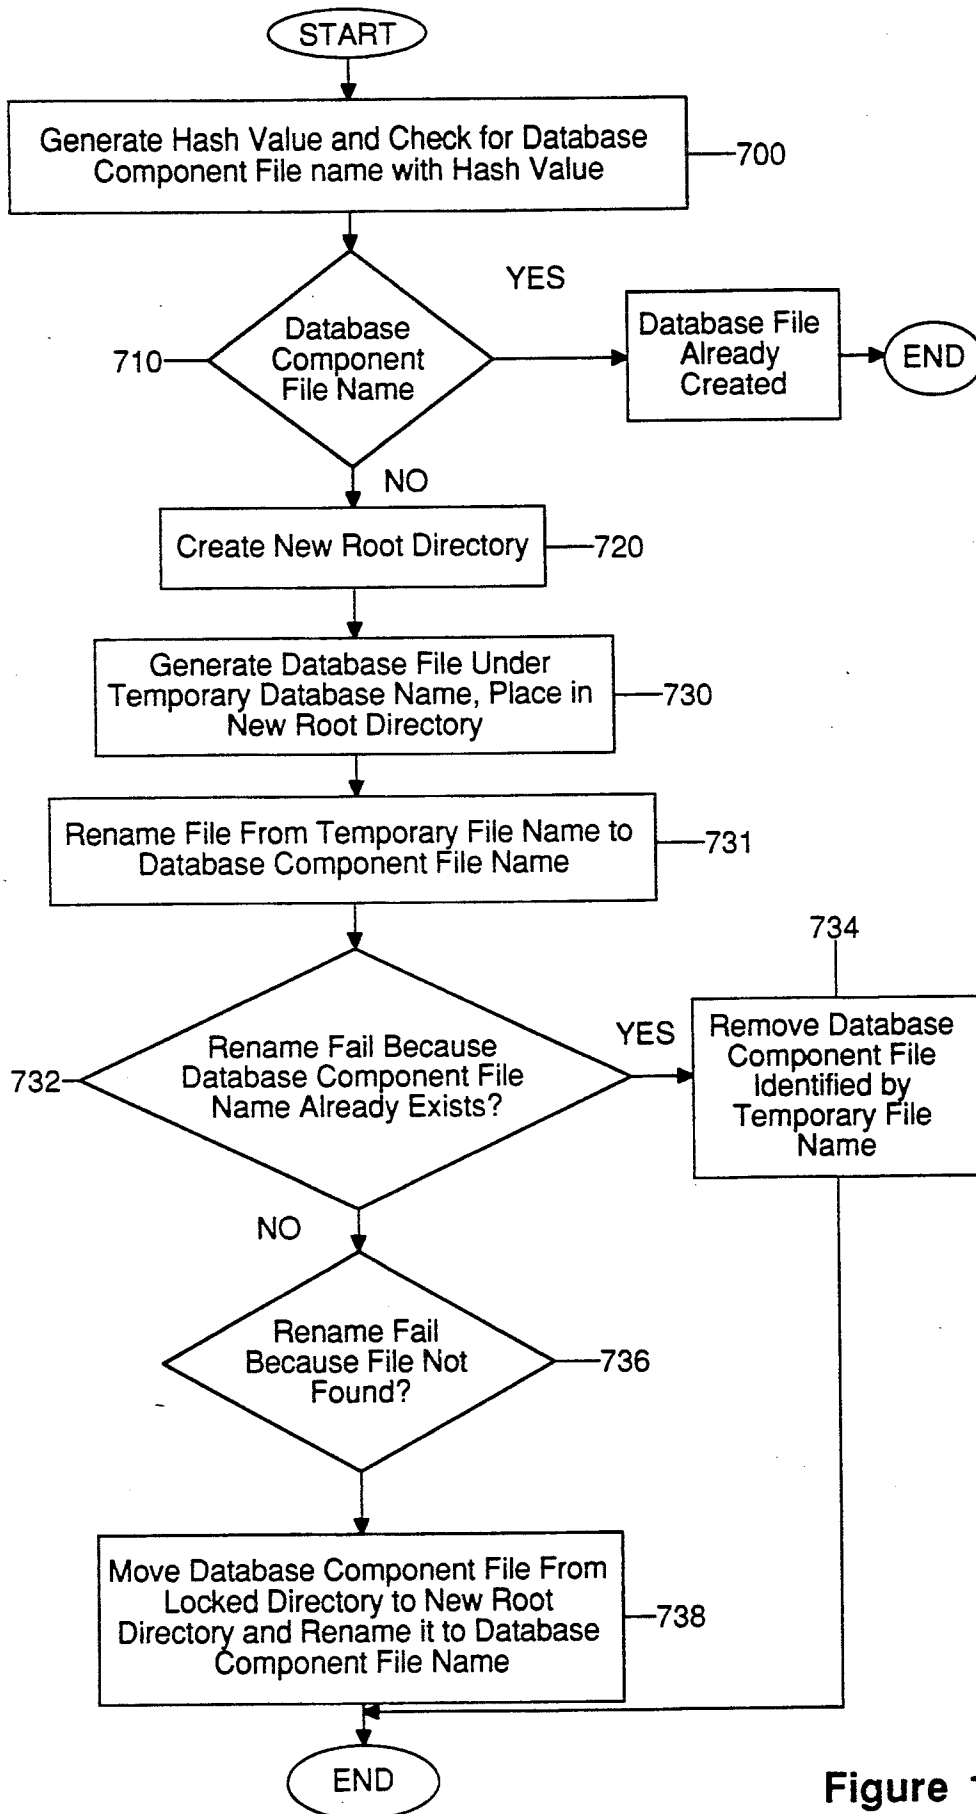 START
Generate Hash Value and Check for Database
Component File name with Hash Value
700
YES
Database
Component
File Name
710
Database File
Already
Created
END
NO
Create New Root Directory
720
Generate Database File Under
Temporary Database Name, Place in
New Root Directory
730
Rename File From Temporary File Name to
Database Component File Name
731
734
Rename Fail Because
Database Component File
Name Already Exists?
732
YES
Remove Database
Component File
Identified by
Temporary File
Name
NO
Rename Fail
Because File Not
Found?
736
Move Database Component File From
Locked Directory to New Root
Directory and Rename it to Database
Component File Name
738
END
Figure